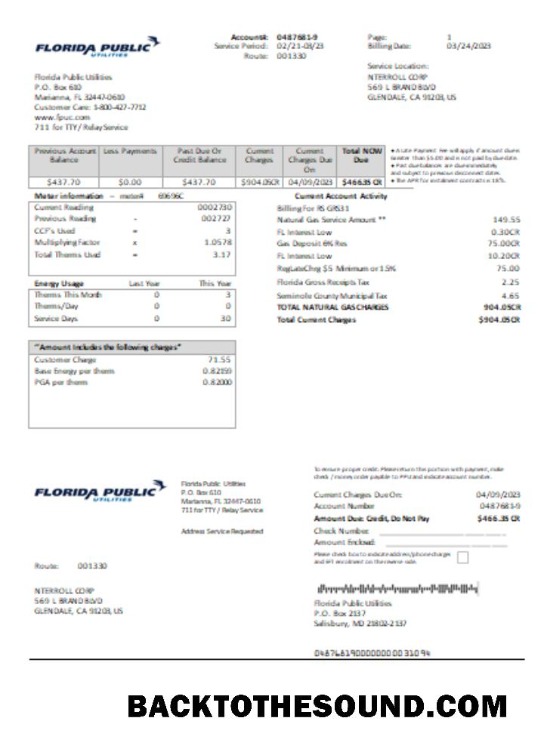 FLORIDA PUBLIC
UTILITIES
Account#: 0487681-9
Service Period: 02/21-03/23
Route: 001330
Page: 1
Billing Date: 03/24/2023
Service Location:
NTERROLL CORP
569 L BRAND BLVD
GLENDALE, CA 91203, US
Florida Public Utilities
P.O. Box 610
Marianna, FL 32447-0610
Customer Care: 1-800-427-7712
www.fpuc.com
711 for TTY / Relay Service
Previous Account Balance Less Payments Past Due Or Credit Balance Current Charges Current Charges Due On Total NOW Due
$437.70 $0.00 $437.70 $904.05CR 04/09/2023 $466.35 CR
• A Late Payment Fee will apply if amount due is
Greater than $5.00 and is not paid by due date.
• Past due balances are due immediately
and subject to previous disconnect dates.
• The APR for installment contracts is 18%.
Meter information - meter# 69696C
Current Reading 0002730
Previous Reading - 002727
CCF's Used = 3
Multiplying Factor x 1.0578
Total Therms Used = 3.17
Energy Usage Last Year This Year
Therms This Month 0 3
Therms/Day 0 0
Service Days 0 30
Current Account Activity
Billing For RS GRS31
Natural Gas Service Amount ** 149.55
FL Interest Low 0.30CR
Gas Deposit 6% Res 75.00CR
FL Interest Low 10.20CR
RegLateChrg $5 Minimum or 1.5% 75.00
Florida Gross Receipts Tax 2.25
Seminole County Municipal Tax 4.65
TOTAL NATURAL GAS CHARGES 904.05CR
Total Current Charges $904.05CR
"Amount Includes the following charges"
Customer Charge 71.55
Base Energy per therm 0.82159
PGA per therm 0.82000
To ensure proper credit: Please return the portion with payment, make
check / money order payable to FPU and indicate account number.
FLORIDA PUBLIC
UTILITIES
Florida Public Utilities
P.O. Box 610
Marianna, FL 32447-0610
711 for TTY / Relay Service
Address Service Requested
Current Charges Due On: 04/09/2023
Account Number 0487681-9
Amount Due: Credit, Do Not Pay $466.35 CR
Check Number
Amount Enclosed:
Please check box to indicate address/phone charges
and EFI enrollment on the reverse side.
Route: 001330
NTERROLL CORP
569 L BRAND BLVD
GLENDALE, CA 91203, US
Florida Public Utilities
P.O. Box 2137
Salisbury, MD 21802-2137
BACKTOTHESOUND.COM